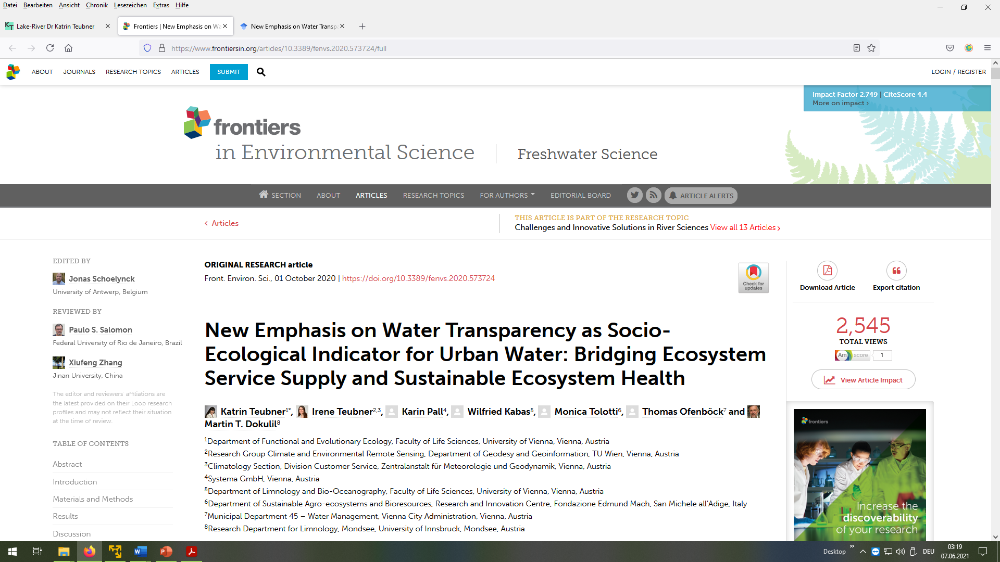 Datei Bearbeiten Ansicht Chronik Lesezeichen Extras Hilfe
Lake-River Dr Katrin Teubner
Frontiers | New Emphasis on Wa
New Emphasis on Water Transp
https://www.frontiersin.org/articles/10.3389/fenvs.2020.573724/full
ABOUT JOURNALS RESEARCH TOPICS ARTICLES SUBMIT LOGIN / REGISTER
Impact Factor 2.749 | CiteScore 4.4
More on impact ›
frontiers
in Environmental Science
Freshwater Science
SECTION ABOUT ARTICLES RESEARCH TOPICS FOR AUTHORS EDITORIAL BOARD ARTICLE ALERTS
‹ Articles
THIS ARTICLE IS PART OF THE RESEARCH TOPIC
Challenges and Innovative Solutions in River Sciences View all 13 Articles ›
EDITED BY
Jonas Schoelynck
University of Antwerp, Belgium
REVIEWED BY
Paulo S. Salomon
Federal University of Rio de Janeiro, Brazil
Xiufeng Zhang
Jinan University, China
The editor and reviewers' affiliations are
the latest provided on their Loop research
profiles and may not reflect their situation
at the time of review.
TABLE OF CONTENTS
Abstract
Introduction
Materials and Methods
Results
Discussion
ORIGINAL RESEARCH article
Front. Environ. Sci., 01 October 2020 | https://doi.org/10.3389/fenvs.2020.573724
Check for
updates
New Emphasis on Water Transparency as Socio-
Ecological Indicator for Urban Water: Bridging Ecosystem
Service Supply and Sustainable Ecosystem Health
Katrin Teubner1*, Irene Teubner2,3, Karin Pall4, Wilfried Kabas5, Monica Tolotti6, Thomas Ofenböck7 and
Martin T. Dokulil8
1Department of Functional and Evolutionary Ecology, Faculty of Life Sciences, University of Vienna, Vienna, Austria
2Research Group Climate and Environmental Remote Sensing, Department of Geodesy and Geoinformation, TU Wien, Vienna, Austria
3Climatology Section, Division Customer Service, Zentralanstalt für Meteorologie und Geodynamik, Vienna, Austria
4Systema GmbH, Vienna, Austria
5Department of Limnology and Bio-Oceanography, Faculty of Life Sciences, University of Vienna, Vienna, Austria
6Department of Sustainable Agro-ecosystems and Bioresources, Research and Innovation Centre, Fondazione Edmund Mach, San Michele all'Adige, Italy
7Municipal Department 45 – Water Management, Vienna City Administration, Vienna, Austria
8Research Department for Limnology, Mondsee, University of Innsbruck, Mondsee, Austria
Download Article Export citation
2,545
TOTAL VIEWS
Am score 1
View Article Impact
frontiers
Increase the
discoverability
of your research
Desktop » DEU 03:19
07.06.2021